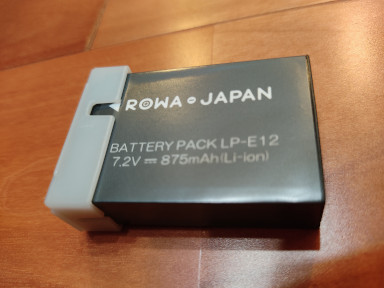 ROWA JAPAN
BATTERY PACK LP-E12
7.2V ⎓ 875mAh(Li-ion)